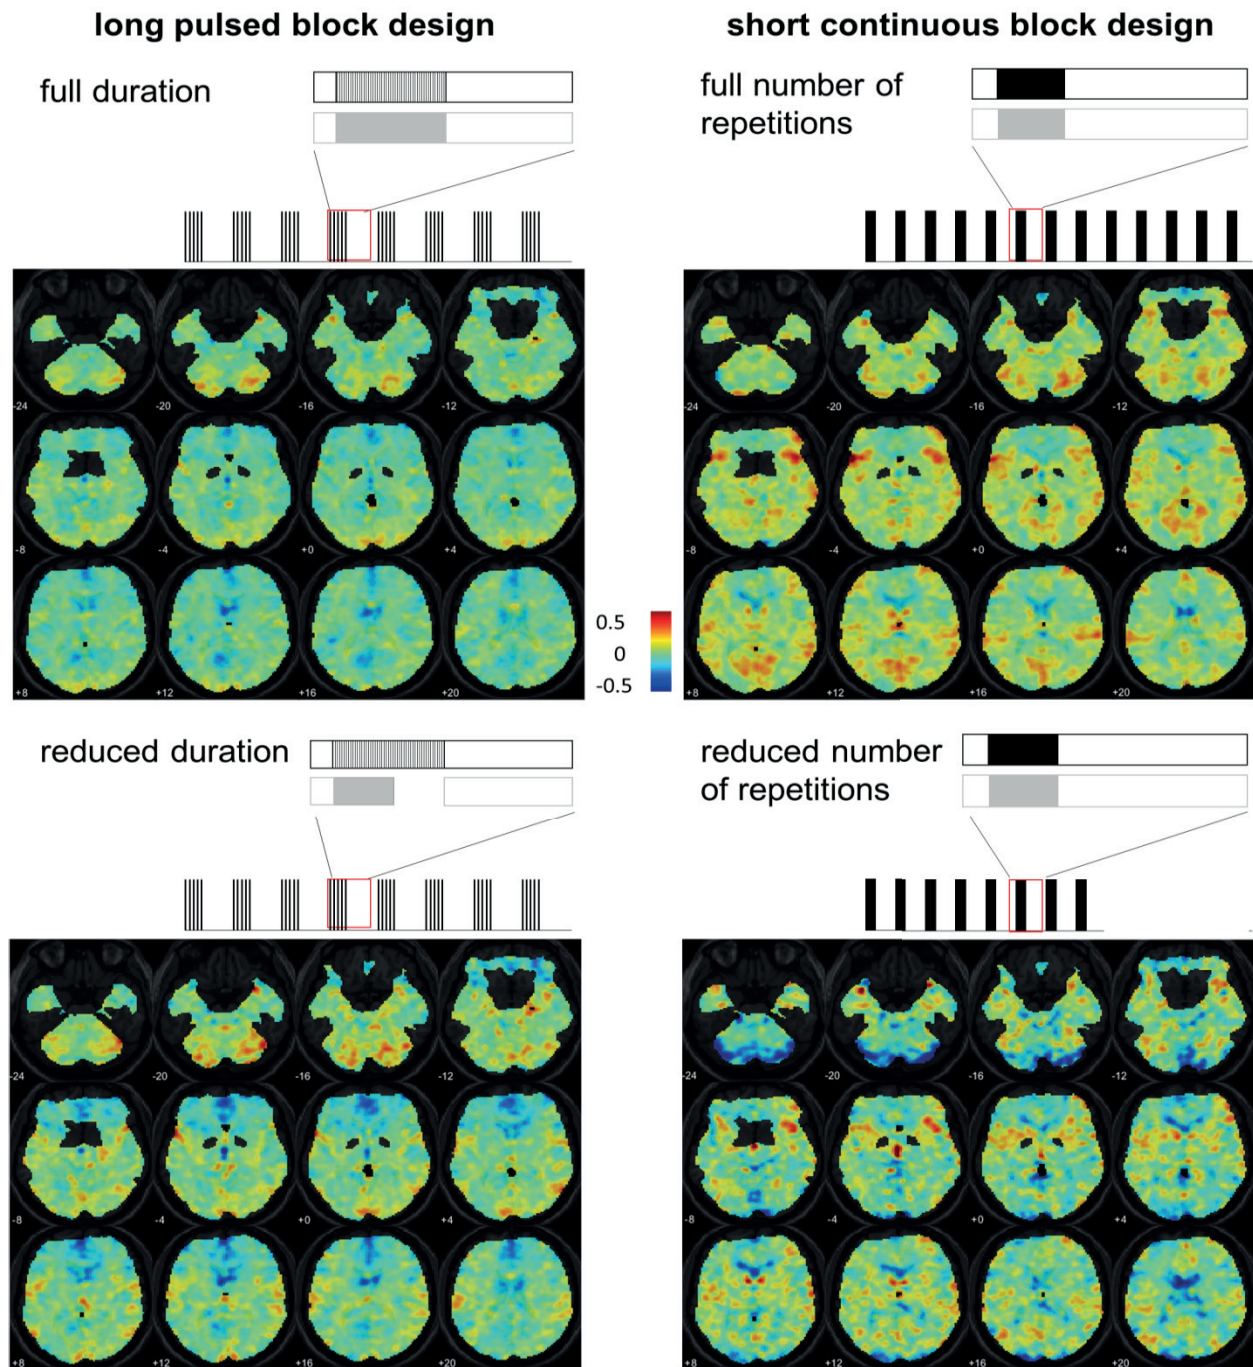 long pulsed block design
short continuous block design
full duration
full number of
repetitions
-24 -20 -16 -12
-8 -4 +0 +4
+8 +12 +16 +20
0.5
0
-0.5
-24 -20 -16 -12
-8 -4 +0 +4
+8 +12 +16 +20
reduced duration
reduced number
of repetitions
-24 -20 -16 -12
-8 -4 +0 +4
+8 +12 +16 +20
-24 -20 -16 -12
-8 -4 +0 +4
+8 +12 +16 +20